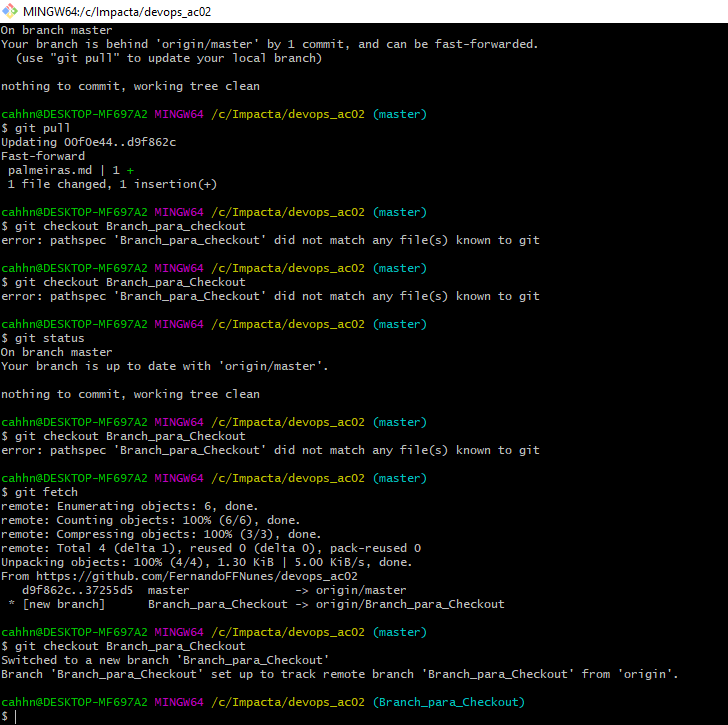 MINGW64:/c/Impacta/devops_ac02
On branch master
Your branch is behind 'origin/master' by 1 commit, and can be fast-forwarded.
  (use "git pull" to update your local branch)
nothing to commit, working tree clean
cahhn@DESKTOP-MF697A2 MINGW64 /c/Impacta/devops_ac02 (master)
$ git pull
Updating 00f0e44..d9f862c
Fast-forward
 palmeiras.md | 1 +
 1 file changed, 1 insertion(+)
cahhn@DESKTOP-MF697A2 MINGW64 /c/Impacta/devops_ac02 (master)
$ git checkout Branch_para_checkout
error: pathspec 'Branch_para_checkout' did not match any file(s) known to git
cahhn@DESKTOP-MF697A2 MINGW64 /c/Impacta/devops_ac02 (master)
$ git checkout Branch_para_Checkout
error: pathspec 'Branch_para_Checkout' did not match any file(s) known to git
cahhn@DESKTOP-MF697A2 MINGW64 /c/Impacta/devops_ac02 (master)
$ git status
On branch master
Your branch is up to date with 'origin/master'.
nothing to commit, working tree clean
cahhn@DESKTOP-MF697A2 MINGW64 /c/Impacta/devops_ac02 (master)
$ git checkout Branch_para_Checkout
error: pathspec 'Branch_para_Checkout' did not match any file(s) known to git
cahhn@DESKTOP-MF697A2 MINGW64 /c/Impacta/devops_ac02 (master)
$ git fetch
remote: Enumerating objects: 6, done.
remote: Counting objects: 100% (6/6), done.
remote: Compressing objects: 100% (3/3), done.
remote: Total 4 (delta 1), reused 0 (delta 0), pack-reused 0
Unpacking objects: 100% (4/4), 1.30 KiB | 5.00 KiB/s, done.
From https://github.com/FernandoFFNunes/devops_ac02
   d9f862c..37255d5  master               -> origin/master
 * [new branch]      Branch_para_Checkout -> origin/Branch_para_Checkout
cahhn@DESKTOP-MF697A2 MINGW64 /c/Impacta/devops_ac02 (master)
$ git checkout Branch_para_Checkout
Switched to a new branch 'Branch_para_Checkout'
Branch 'Branch_para_Checkout' set up to track remote branch 'Branch_para_Checkout' from 'origin'.
cahhn@DESKTOP-MF697A2 MINGW64 /c/Impacta/devops_ac02 (Branch_para_Checkout)
$